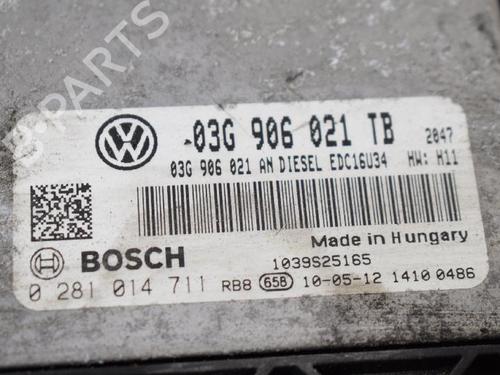 03G 906 021 TB 2047
03G 906 021 AN DIESEL EDC16U34 HW: H11
Made in Hungary
BOSCH 1039S25165
0 281 014 711 RB8 658 10-05-12 1410 0486